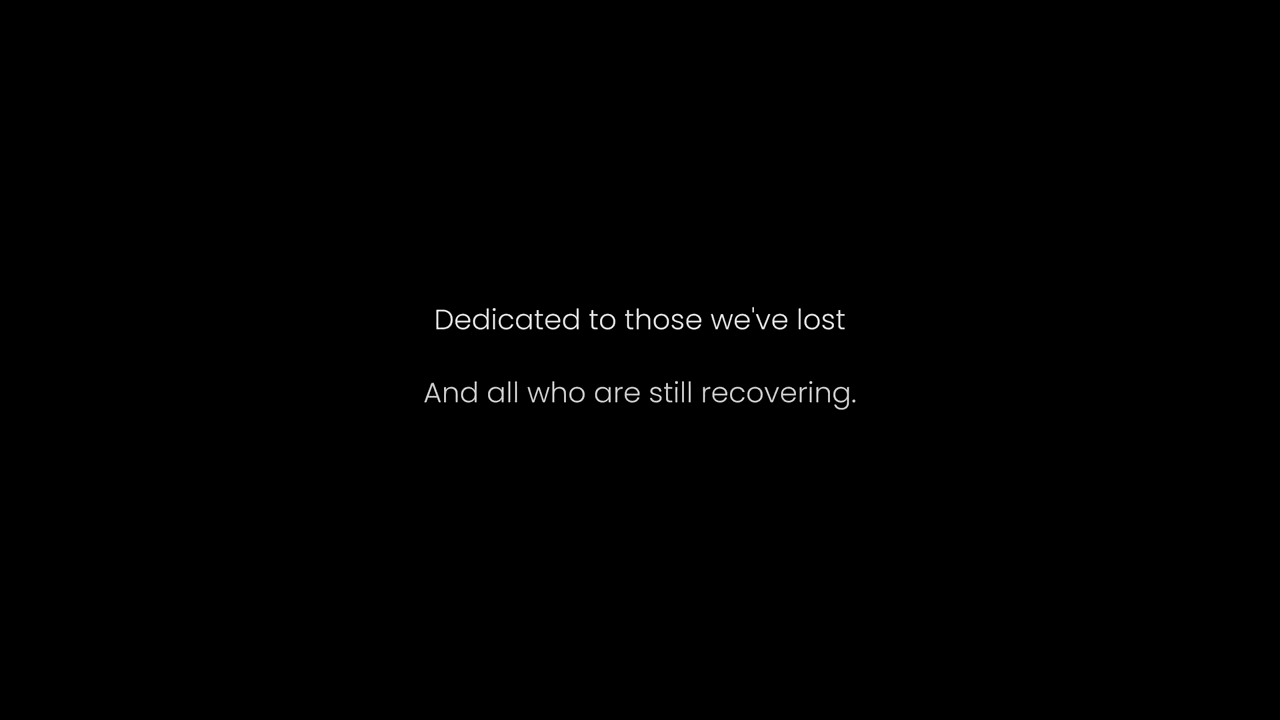 Dedicated to those we've lost
And all who are still recovering.